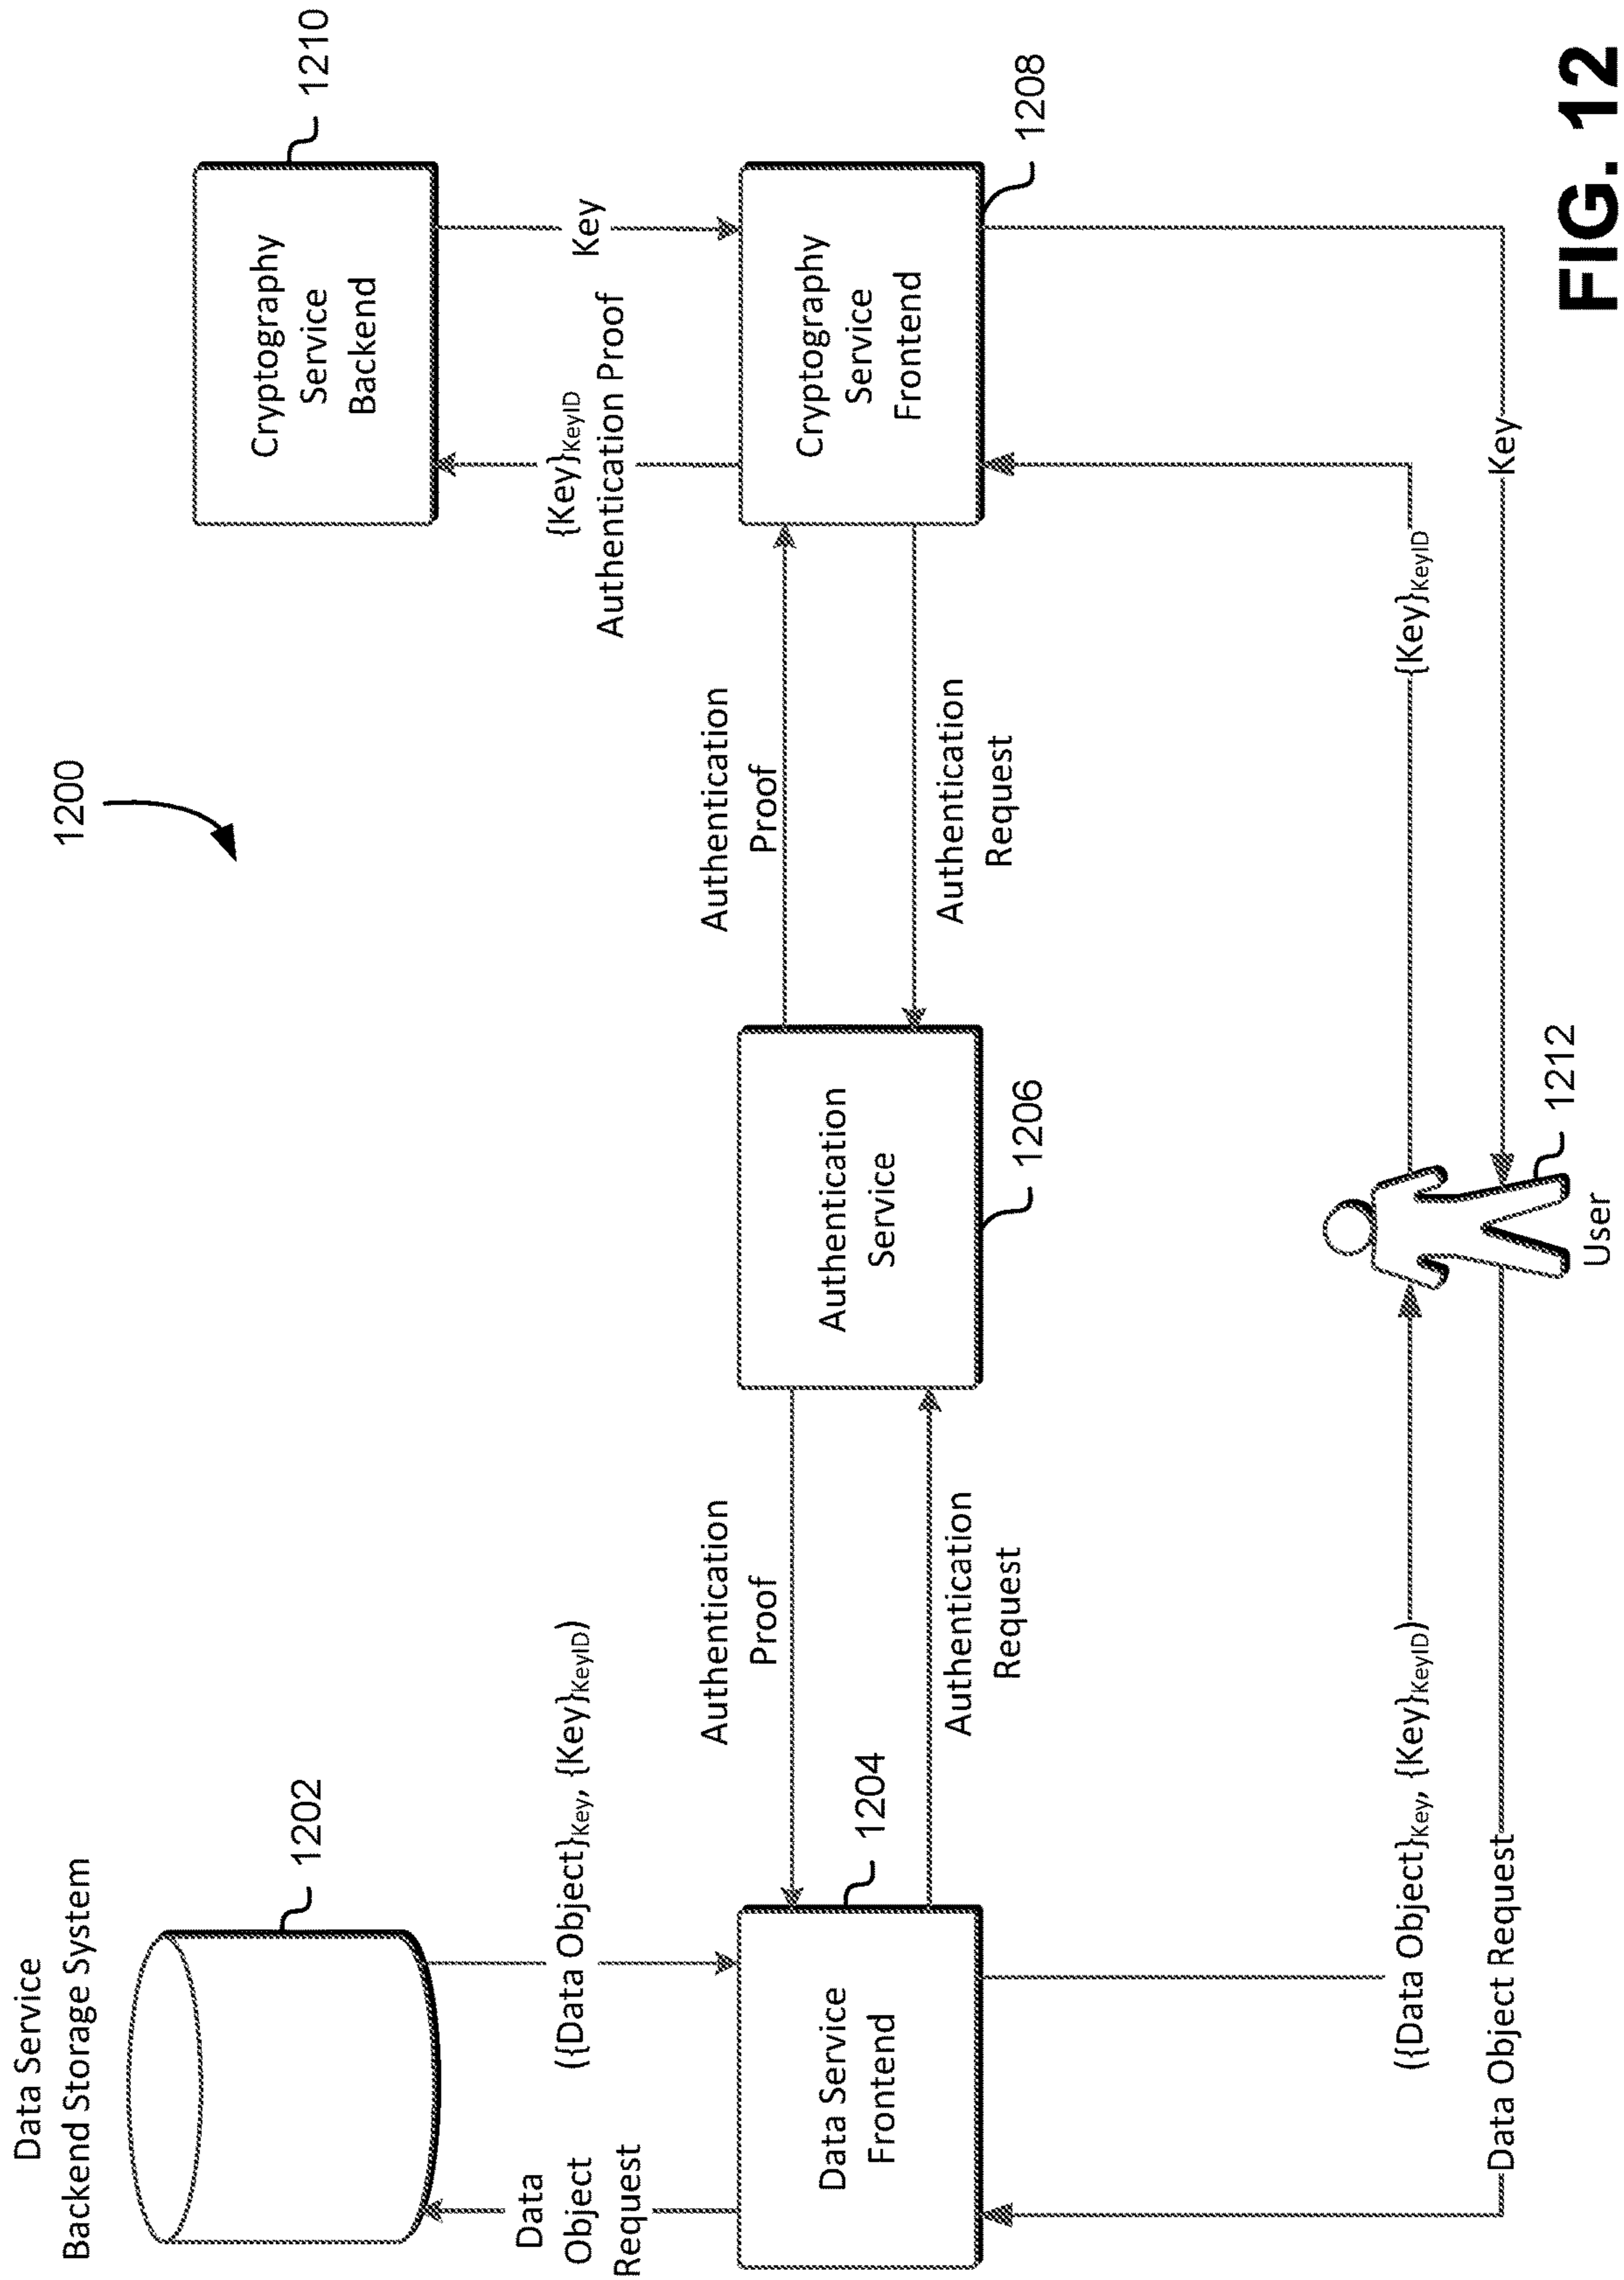 1200
Data Service
Backend Storage System
1202
Cryptography
Service
Backend
1210
Data
Object
Request
({Data Object}Key, {Key}KeyID)
{Key}KeyID
Authentication Proof
Key
Authentication
Proof
Authentication
Proof
Data Service
Frontend
1204
Authentication
Service
1206
Cryptography
Service
Frontend
1208
Authentication
Request
Authentication
Request
({Data Object}Key, {Key}KeyID)
{Key}KeyID
Data Object Request
Key
1212
User
FIG. 12